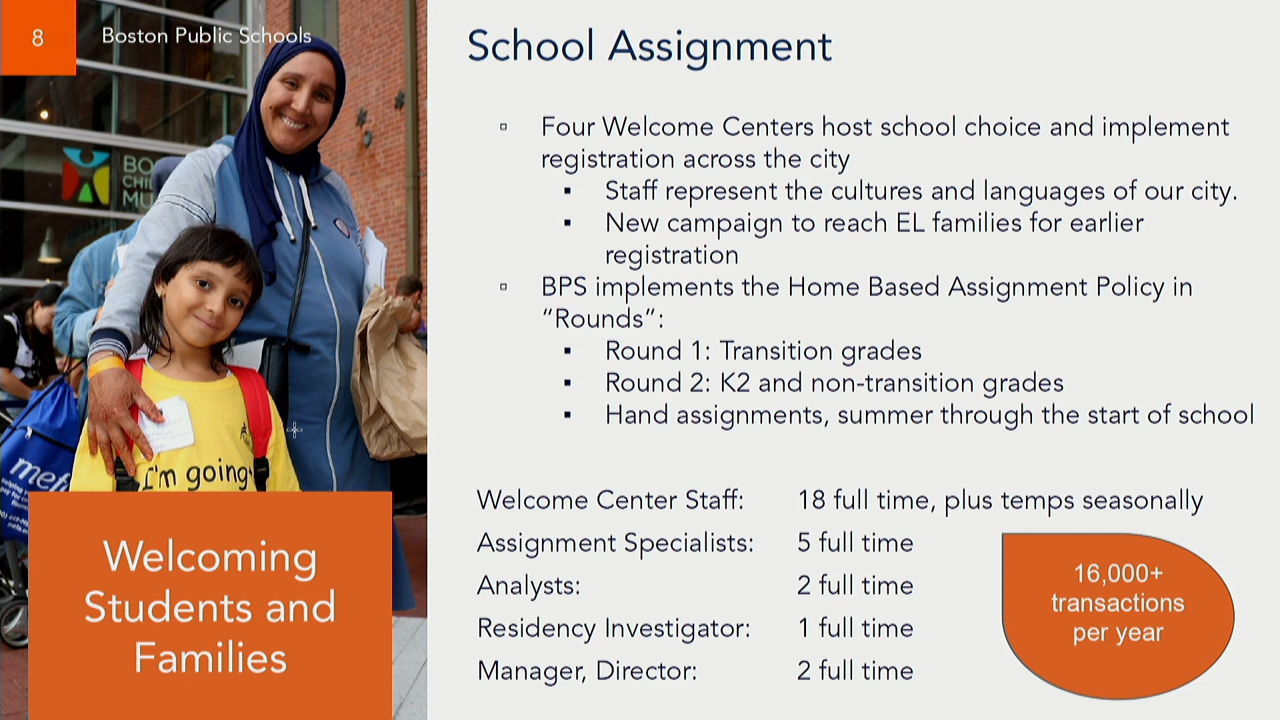 8
Boston Public Schools
School Assignment
▫ Four Welcome Centers host school choice and implement
registration across the city
▪ Staff represent the cultures and languages of our city.
▪ New campaign to reach EL families for earlier
registration
▫ BPS implements the Home Based Assignment Policy in
“Rounds”:
▪ Round 1: Transition grades
▪ Round 2: K2 and non-transition grades
▪ Hand assignments, summer through the start of school
Welcome Center Staff: 18 full time, plus temps seasonally
Assignment Specialists: 5 full time
Analysts: 2 full time
Residency Investigator: 1 full time
Manager, Director: 2 full time
16,000+
transactions
per year
Welcoming
Students and
Families
I'm going
mefa